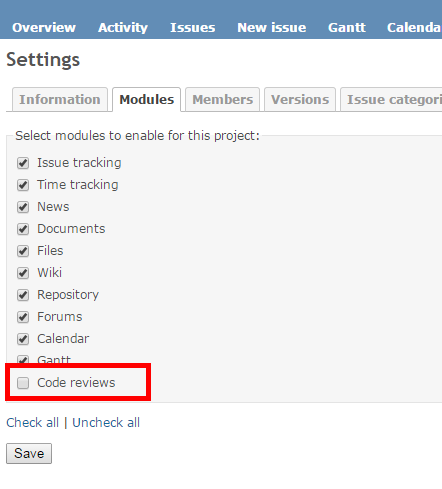 Overview Activity Issues New issue Gantt Calenda
Settings
Information Modules Members Versions Issue categori
Select modules to enable for this project:
Issue tracking
Time tracking
News
Documents
Files
Wiki
Repository
Forums
Calendar
Gantt
Code reviews
Check all | Uncheck all
Save